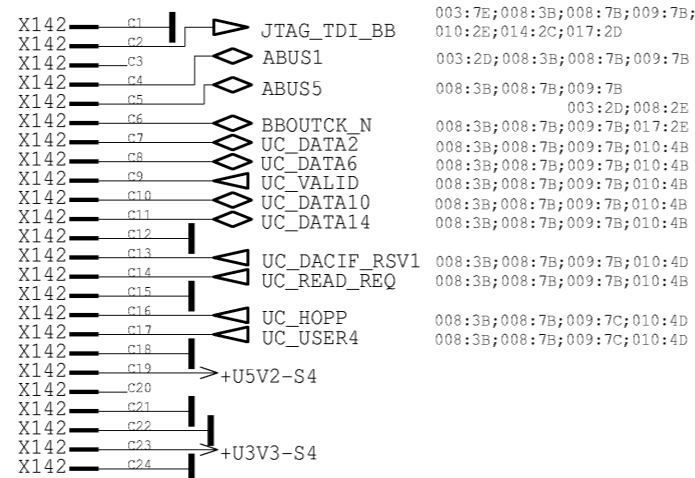 003:7E;008:3B;008:7B;009:7B;
X142 C1
JTAG_TDI_BB 010:2E;014:2C;017:2D
X142 C2
X142 C3
ABUS1 003:2D;008:3B;008:7B;009:7B
X142 C4
X142 C5
ABUS5 008:3B;008:7B;009:7B
003:2D;008:2E
X142 C6 BBOUTCK_N 008:3B;008:7B;009:7B;017:2E
X142 C7 UC_DATA2 008:3B;008:7B;009:7B;010:4B
X142 C8 UC_DATA6 008:3B;008:7B;009:7B;010:4B
X142 C9 UC_VALID 008:3B;008:7B;009:7B;010:4B
X142 C10 UC_DATA10 008:3B;008:7B;009:7B;010:4B
X142 C11 UC_DATA14 008:3B;008:7B;009:7B;010:4B
X142 C12
X142 C13 UC_DACIF_RSV1 008:3B;008:7B;009:7B;010:4D
X142 C14 UC_READ_REQ 008:3B;008:7B;009:7B;010:4B
X142 C15
X142 C16 UC_HOPP 008:3B;008:7B;009:7C;010:4D
X142 C17 UC_USER4 008:3B;008:7B;009:7C;010:4D
X142 C18
X142 C19 +U5V2-S4
X142 C20
X142 C21
X142 C22
X142 C23 +U3V3-S4
X142 C24